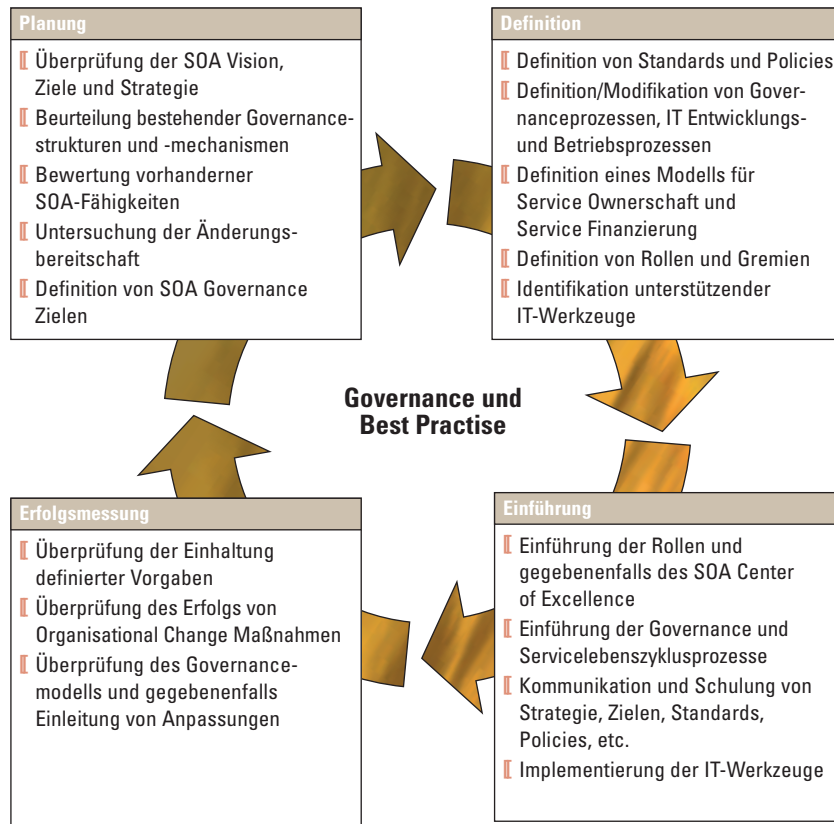 Planung
Überprüfung der SOA Vision,
Ziele und Strategie
Beurteilung bestehender Governance-
strukturen und -mechanismen
Bewertung vorhanderner
SOA-Fähigkeiten
Untersuchung der Änderungs-
bereitschaft
Definition von SOA Governance
Zielen
Definition
Definition von Standards und Policies
Definition/Modifikation von Gover-
nanceprozessen, IT Entwicklungs-
und Betriebsprozessen
Definition eines Modells für
Service Ownerschaft und
Service Finanzierung
Definition von Rollen und Gremien
Identifikation unterstützender
IT-Werkzeuge
Governance und
Best Practise
Erfolgsmessung
Überprüfung der Einhaltung
definierter Vorgaben
Überprüfung des Erfolgs von
Organisational Change Maßnahmen
Überprüfung des Governance-
modells und gegebenenfalls
Einleitung von Anpassungen
Einführung
Einführung der Rollen und
gegebenenfalls des SOA Center
of Excellence
Einführung der Governance und
Servicelebenszyklusprozesse
Kommunikation und Schulung von
Strategie, Zielen, Standards,
Policies, etc.
Implementierung der IT-Werkzeuge